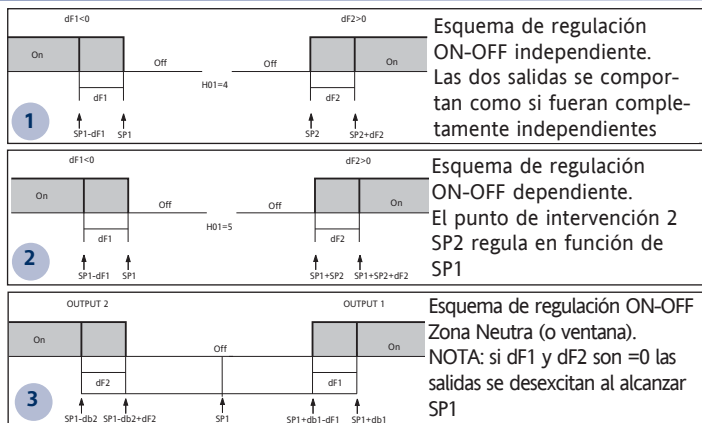 dF1<0
dF2>0
On
Off
Off
On
dF1
H01=4
dF2
1
SP1-dF1
SP1
SP2
SP2+dF2
Esquema de regulación
ON-OFF independiente.
Las dos salidas se compor-
tan como si fueran comple-
tamente independientes
dF1<0
dF2>0
On
Off
Off
On
dF1
H01=5
dF2
2
SP1-dF1
SP1
SP1+SP2
SP1+SP2+dF2
Esquema de regulación
ON-OFF dependiente.
El punto de intervención 2
SP2 regula en función de
SP1
OUTPUT 2
OUTPUT 1
On
Off
On
dF2
dF1
3
SP1-db2
SP1-db2+dF2
SP1
SP1+db1-dF1
SP1+db1
Esquema de regulación ON-OFF
Zona Neutra (o ventana).
NOTA: si dF1 y dF2 son =0 las
salidas se desexcitan al alcanzar
SP1